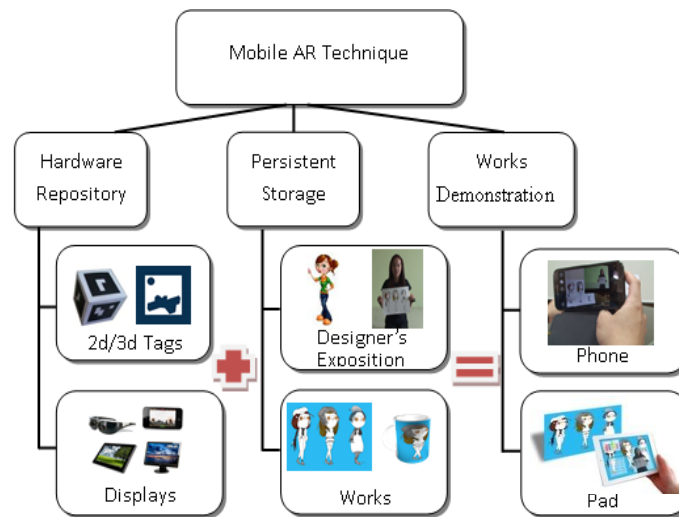 Mobile AR Technique
Hardware
Repository
Persistent
Storage
Works
Demonstration
2d/3d Tags
Designer's
Exposition
Phone
Displays
Works
Pad